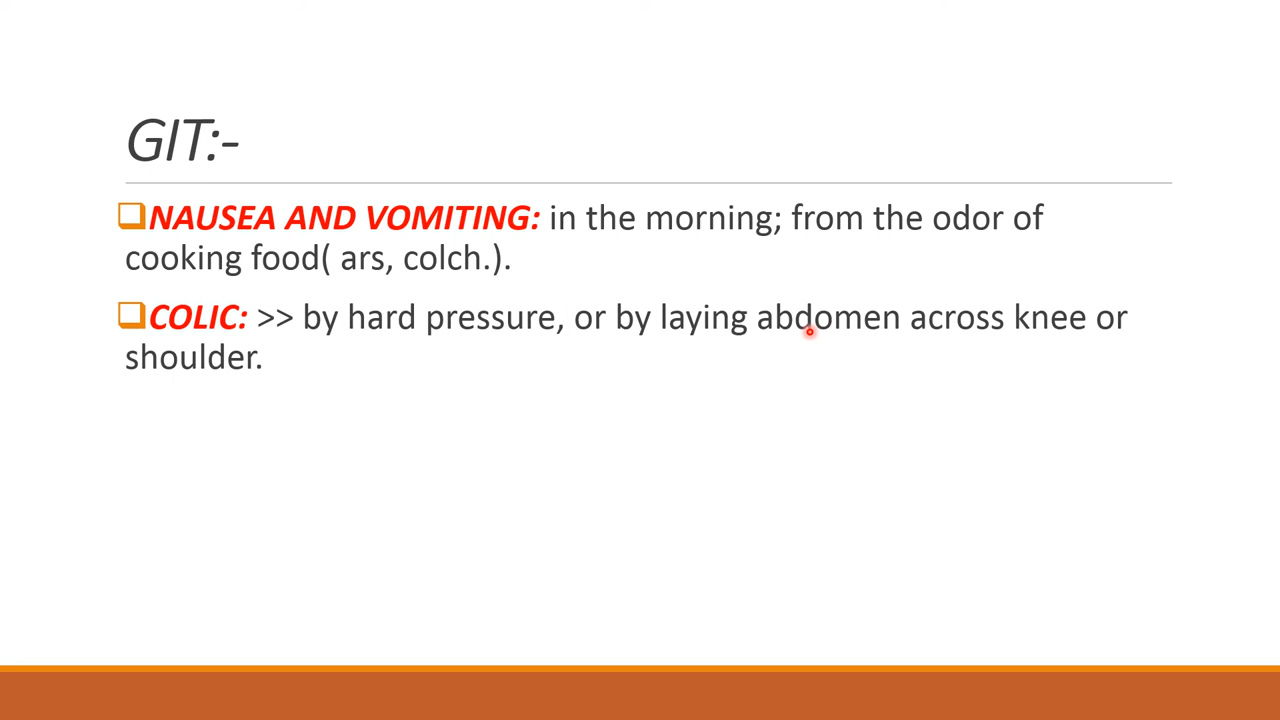 GIT:-
NAUSEA AND VOMITING: in the morning; from the odor of
cooking food( ars, colch.).
COLIC: >> by hard pressure, or by laying abdomen across knee or
shoulder.